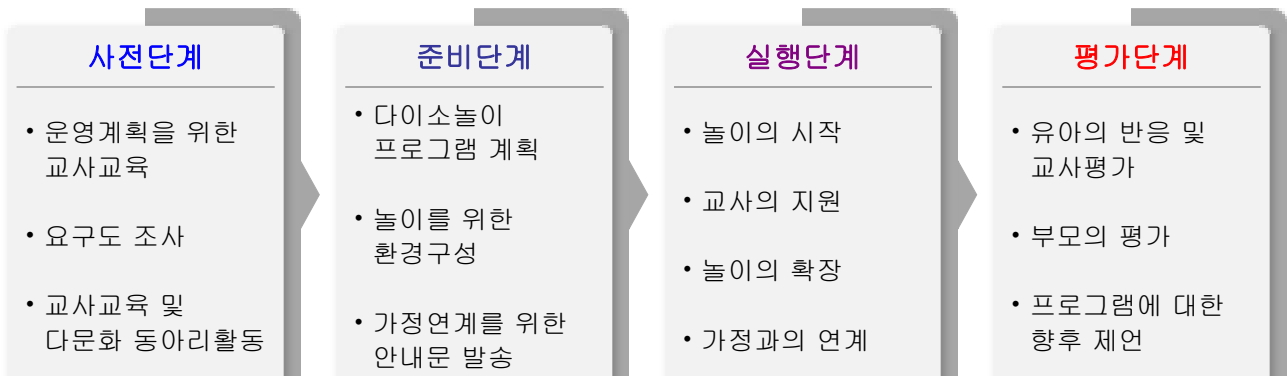 사전단계
• 운영계획을 위한
교사교육
• 요구도 조사
• 교사교육 및
다문화 동아리활동
준비단계
• 다이소놀이
프로그램 계획
• 놀이를 위한
환경구성
• 가정연계를 위한
안내문 발송
실행단계
• 놀이의 시작
• 교사의 지원
• 놀이의 확장
• 가정과의 연계
평가단계
• 유아의 반응 및
교사평가
• 부모의 평가
• 프로그램에 대한
향후 제언